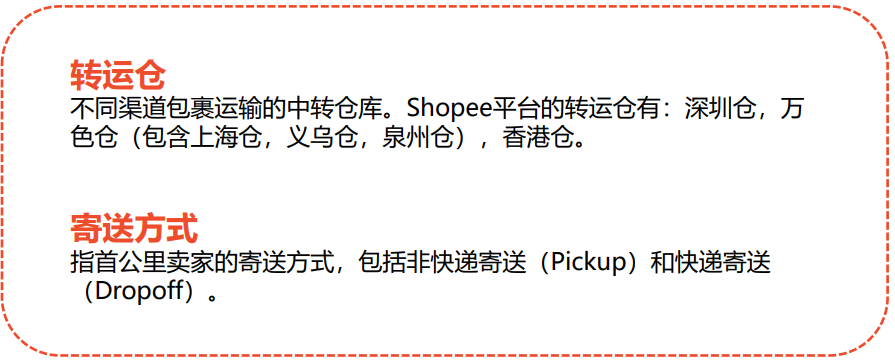 转运仓
不同渠道包裹运输的中转仓库。Shopee平台的转运仓有：深圳仓，万
色仓（包含上海仓，义乌仓，泉州仓），香港仓。
寄送方式
指首公里卖家的寄送方式，包括非快递寄送（Pickup）和快递寄送
（Dropoff）。